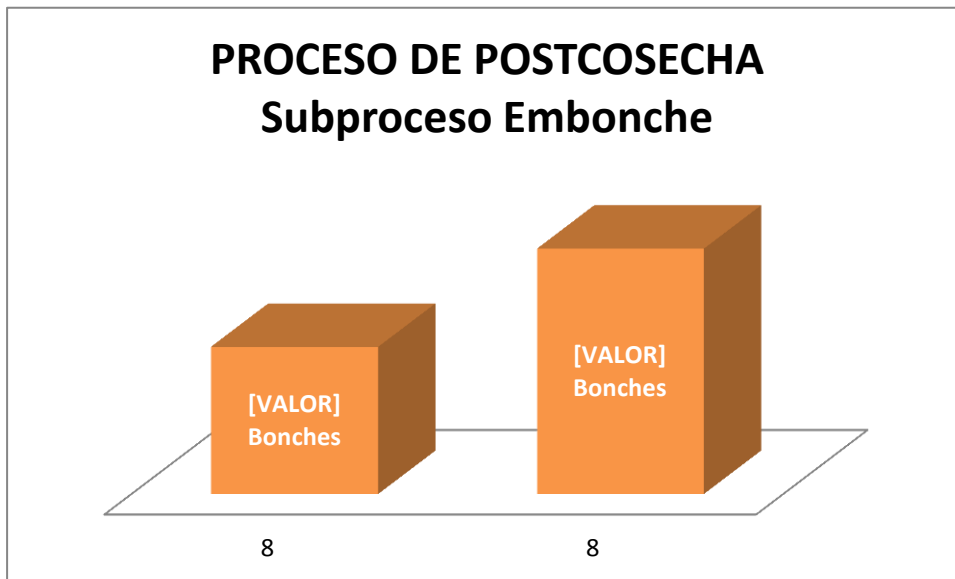 PROCESO DE POSTCOSECHA
Subproceso Embonche
[VALOR]
Bonches
[VALOR]
Bonches
8
8